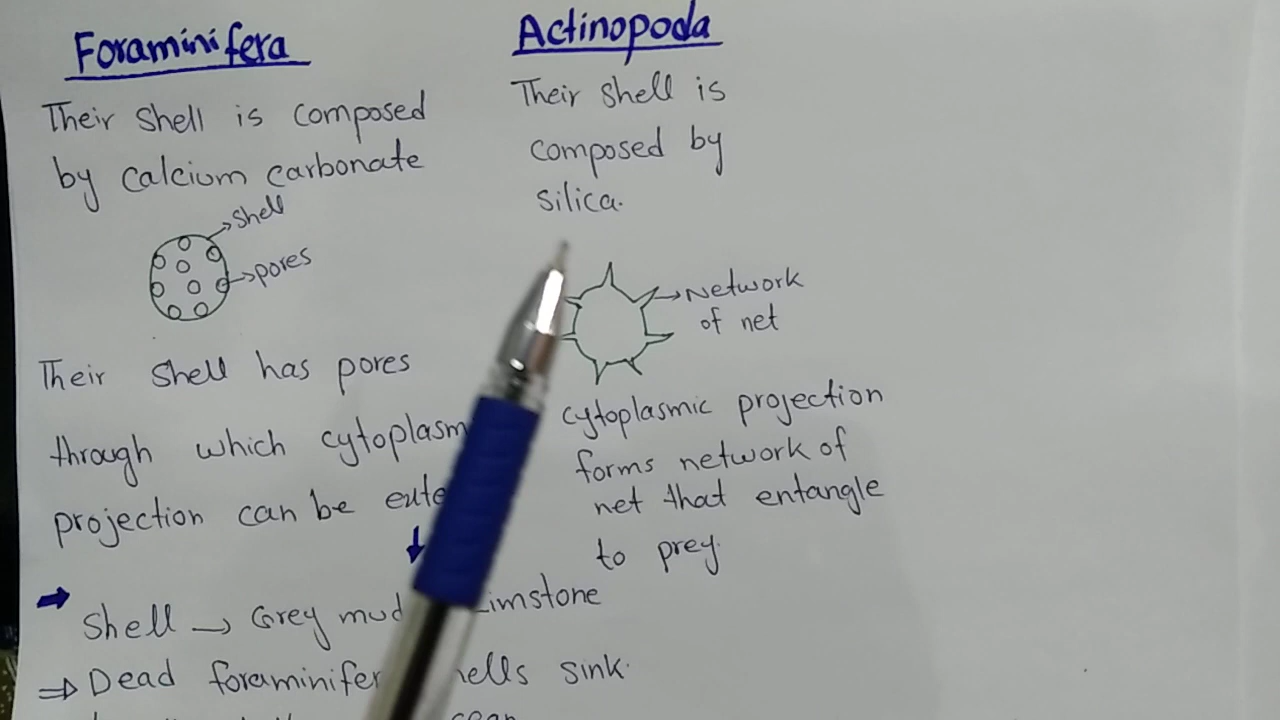 Foraminifera
Their shell is composed
by calcium carbonate
shell
pores
Their shell has pores
through which cytoplasm
projection can be
Shell → Grey mud Limstone
⇒ Dead sink.
Actinopoda
Their shell is
composed by
silica.
Network
of net
cytoplasmic projection
forms network of
net that entangle
to prey.